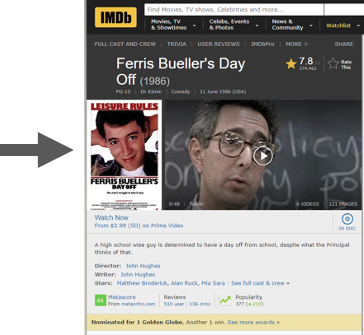 IMDb
Find Movies, TV shows, Celebrities and more...
Movies, TV & Showtimes
Celebs, Events & Photos
News & Community
Watchlist
FULL CAST AND CREW | TRIVIA | USER REVIEWS | IMDbPro | MORE
SHARE
Ferris Bueller's Day
Off (1986)
7.8
Rate This
PG-13 | 1h 43min | Comedy | 11 June 1986 (USA)
LEISURE RULES
FERRIS BUELLER'S
DAY OFF
0:48 | Trailer
6 VIDEOS | 121 IMAGES
Watch Now
From $2.99 (SD) on Prime Video
ON DISC
A high school wise guy is determined to have a day off from school, despite what the Principal
thinks of that.
Director: John Hughes
Writer: John Hughes
Stars: Matthew Broderick, Alan Ruck, Mia Sara | See full cast & crew »
61
Metascore
From metacritic.com
Reviews
510 user | 136 critic
Popularity
Nominated for 1 Golden Globe. Another 1 win. See more awards »